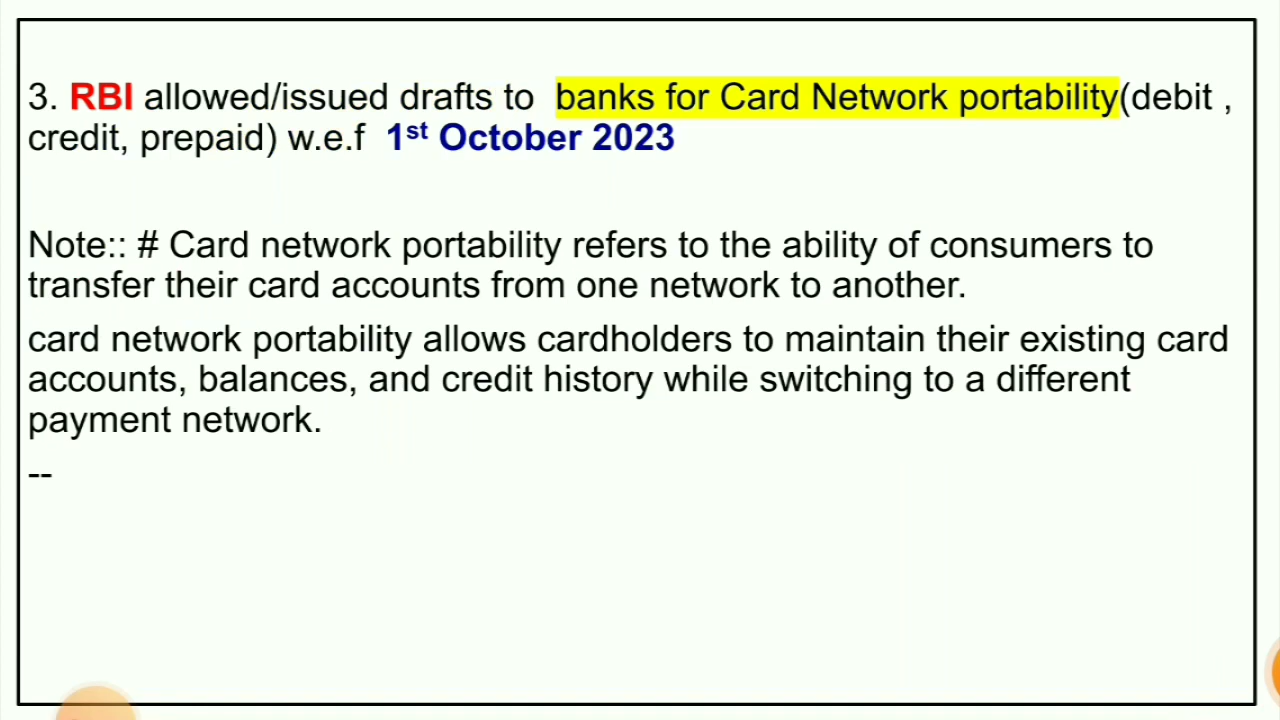 3. RBI allowed/issued drafts to banks for Card Network portability(debit ,
credit, prepaid) w.e.f 1st October 2023
Note:: # Card network portability refers to the ability of consumers to
transfer their card accounts from one network to another.
card network portability allows cardholders to maintain their existing card
accounts, balances, and credit history while switching to a different
payment network.
--